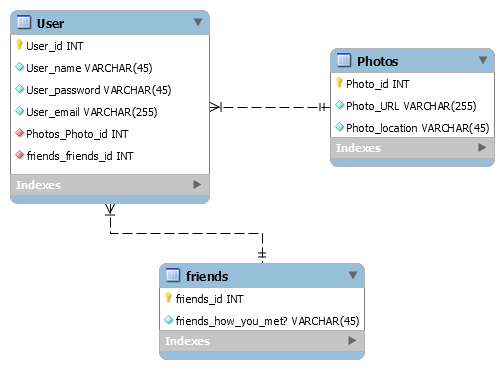 User
User_id INT
User_name VARCHAR(45)
User_password VARCHAR(45)
User_email VARCHAR(255)
Photos_Photo_id INT
friends_friends_id INT
Indexes
Photos
Photo_id INT
Photo_URL VARCHAR(255)
Photo_location VARCHAR(45)
Indexes
friends
friends_id INT
friends_how_you_met? VARCHAR(45)
Indexes